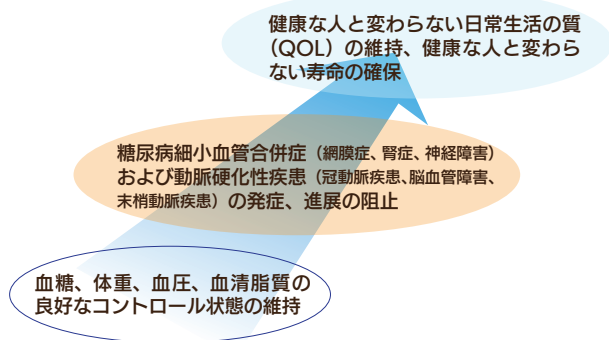 健康な人と変わらない日常生活の質
（QOL）の維持、健康な人と変わら
ない寿命の確保
糖尿病細小血管合併症（網膜症、腎症、神経障害）
および動脈硬化性疾患（冠動脈疾患、脳血管障害、
末梢動脈疾患）の発症、進展の阻止
血糖、体重、血圧、血清脂質の
良好なコントロール状態の維持